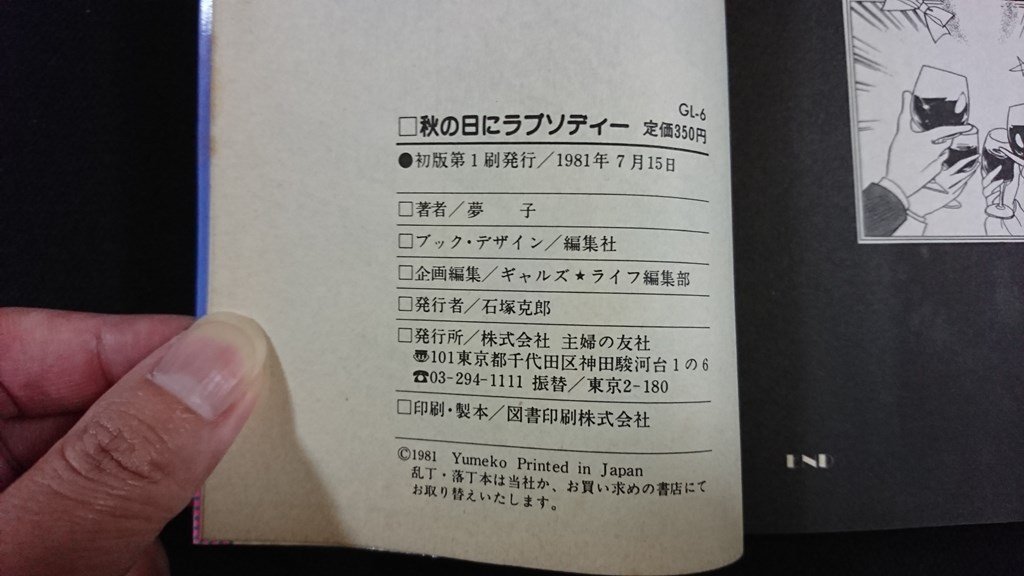 GL-6
□秋の日にラブソディー 定価350円
●初版第1刷発行／1981年7月15日
□著者／夢 子
□ブック・デザイン／編集社
□企画編集／ギャルズ★ライフ編集部
□発行者／石塚克郎
□発行所／株式会社 主婦の友社
〠101東京都千代田区神田駿河台1の6
☎03-294-1111 振替／東京2-180
□印刷・製本／図書印刷株式会社
©1981 Yumeko Printed in Japan
乱丁・落丁本は当社か、お買い求めの書店にて
お取り替えいたします。
END